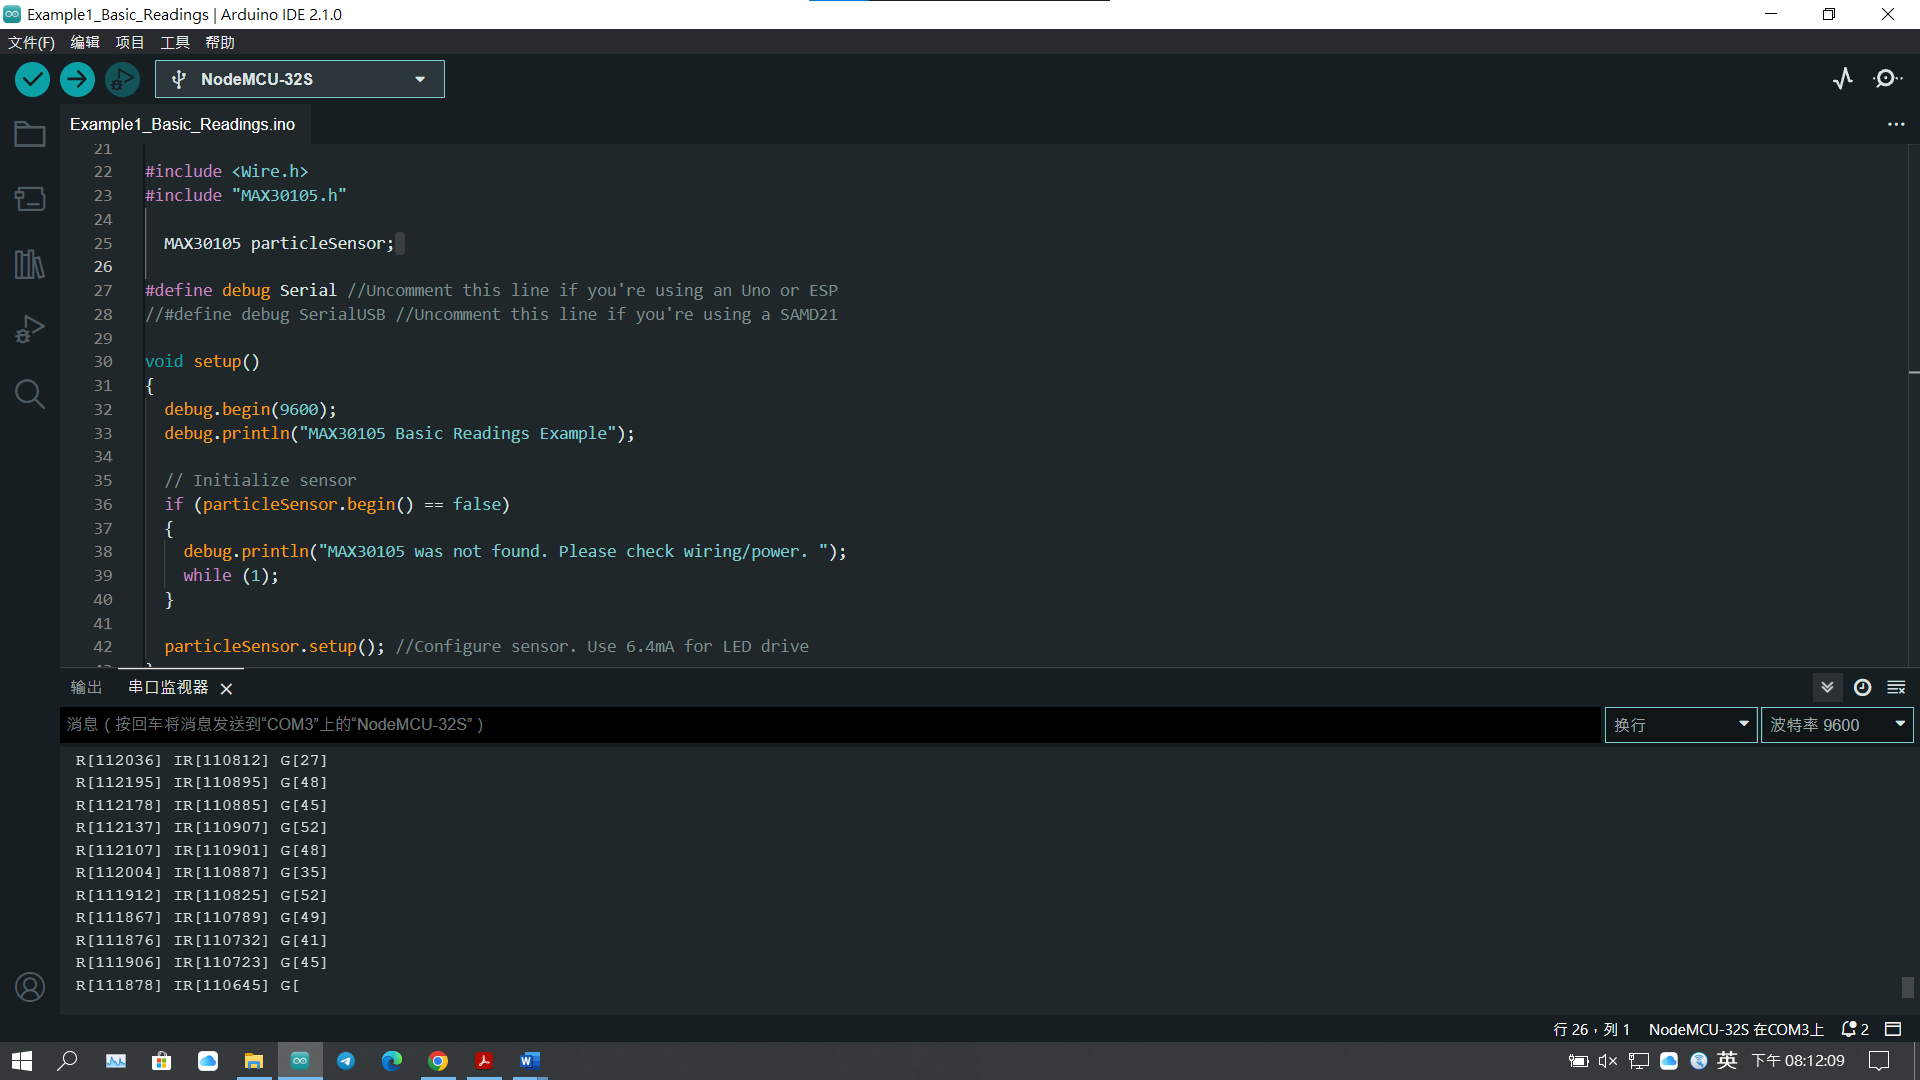 Example1_Basic_Readings | Arduino IDE 2.1.0
文件(F) 编辑 项目 工具 帮助
NodeMCU-32S
Example1_Basic_Readings.ino
21
22 #include <Wire.h>
23 #include "MAX30105.h"
24
25 MAX30105 particleSensor;
26
27 #define debug Serial //Uncomment this line if you're using an Uno or ESP
28 //#define debug SerialUSB //Uncomment this line if you're using a SAMD21
29
30 void setup()
31 {
32 debug.begin(9600);
33 debug.println("MAX30105 Basic Readings Example");
34
35 // Initialize sensor
36 if (particleSensor.begin() == false)
37 {
38 debug.println("MAX30105 was not found. Please check wiring/power. ");
39 while (1);
40 }
41
42 particleSensor.setup(); //Configure sensor. Use 6.4mA for LED drive
输出 串口监视器
消息（按回车将消息发送到“COM3”上的“NodeMCU-32S”）
换行 波特率 9600
R[112036] IR[110812] G[27]
R[112195] IR[110895] G[48]
R[112178] IR[110885] G[45]
R[112137] IR[110907] G[52]
R[112107] IR[110901] G[48]
R[112004] IR[110887] G[35]
R[111912] IR[110825] G[52]
R[111867] IR[110789] G[49]
R[111876] IR[110732] G[41]
R[111906] IR[110723] G[45]
R[111878] IR[110645] G[
行 26，列 1 NodeMCU-32S 在COM3上 2
英 下午 08:12:09